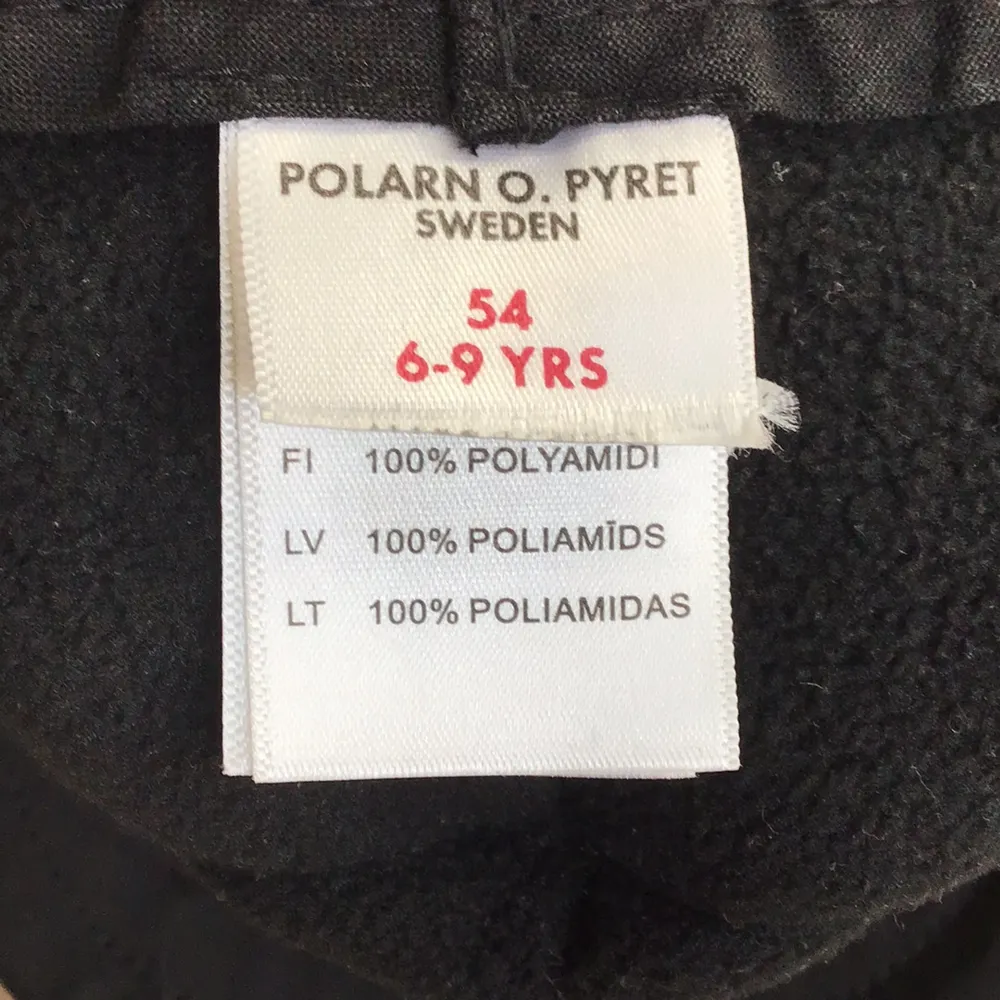 POLARN O. PYRET
SWEDEN
54
6-9 YRS
FI 100% POLYAMIDI
LV 100% POLIAMĪDS
LT 100% POLIAMIDAS